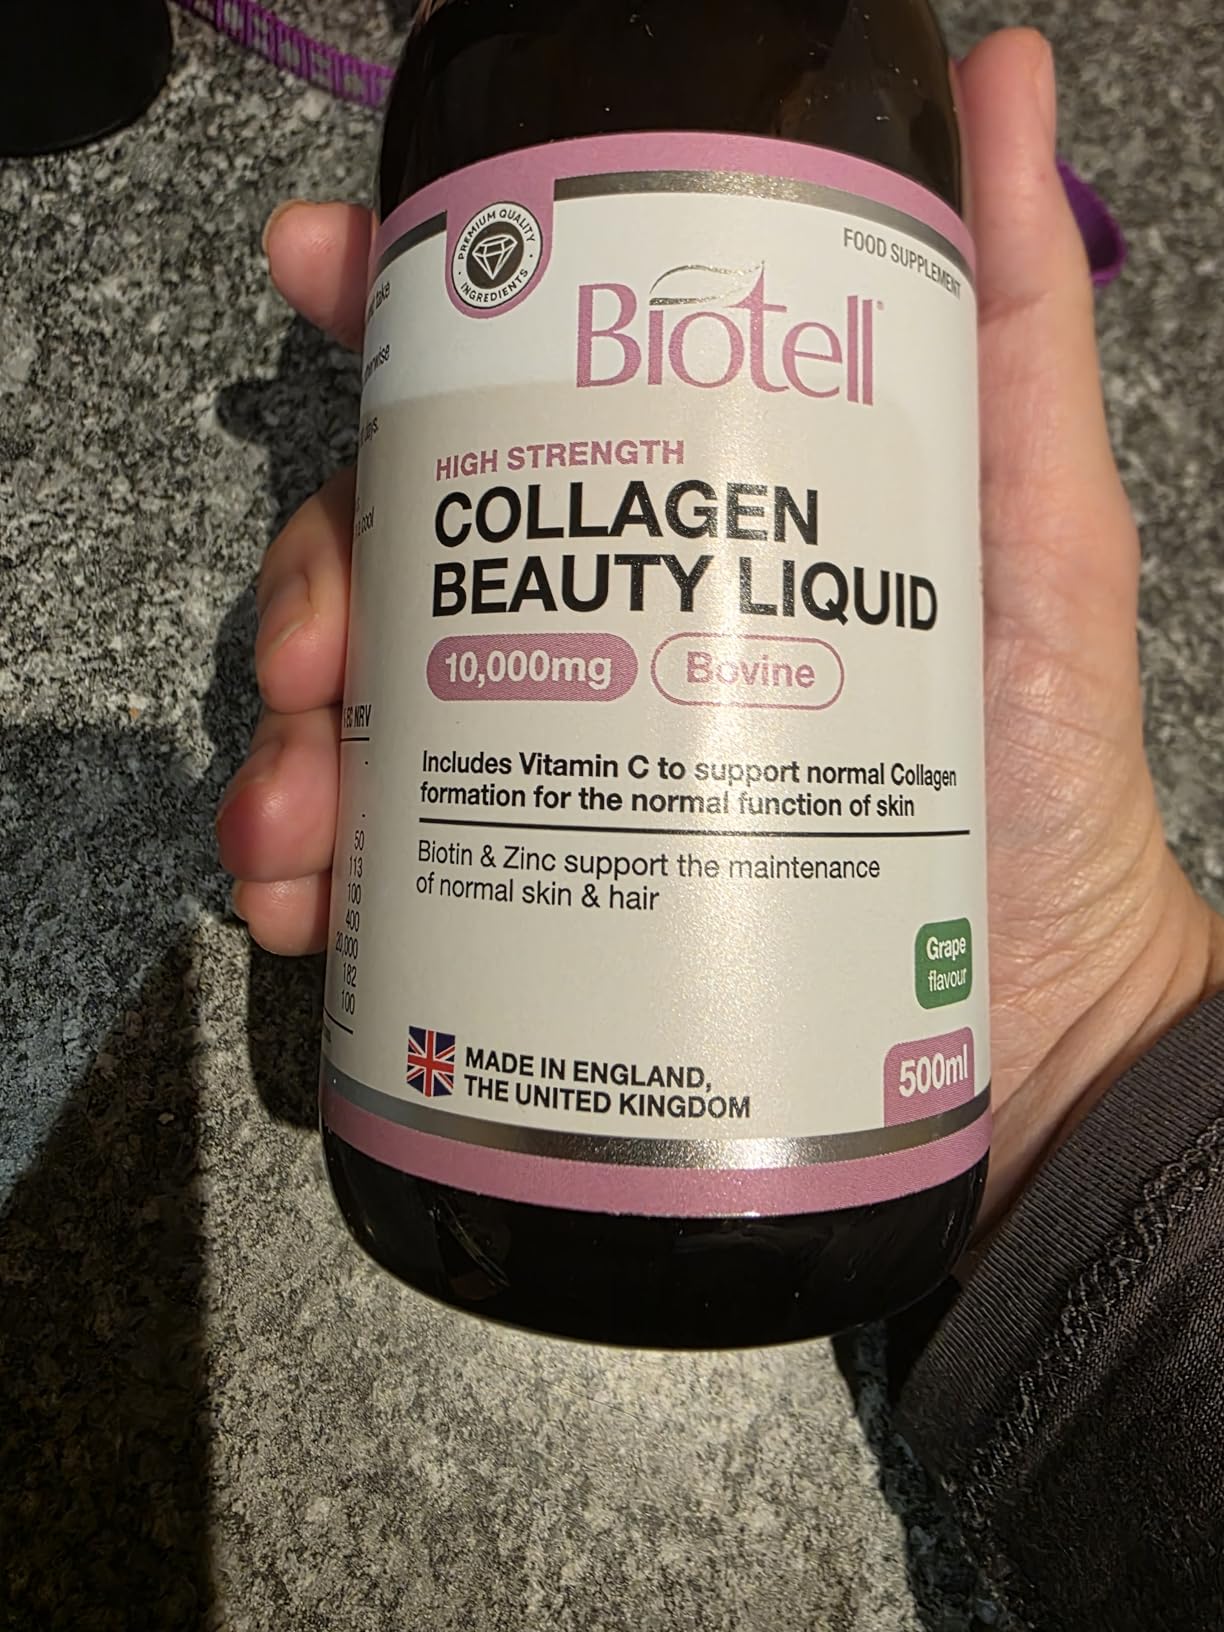 PREMIUM QUALITY
INGREDIENTS
FOOD SUPPLEMENT
Biotell®
HIGH STRENGTH
COLLAGEN
BEAUTY LIQUID
10,000mg
Bovine
Includes Vitamin C to support normal Collagen
formation for the normal function of skin
Biotin & Zinc support the maintenance
of normal skin & hair
Grape
flavour
500ml
MADE IN ENGLAND,
THE UNITED KINGDOM
take
NRV
-
-
50
113
100
400
20,000
182
100